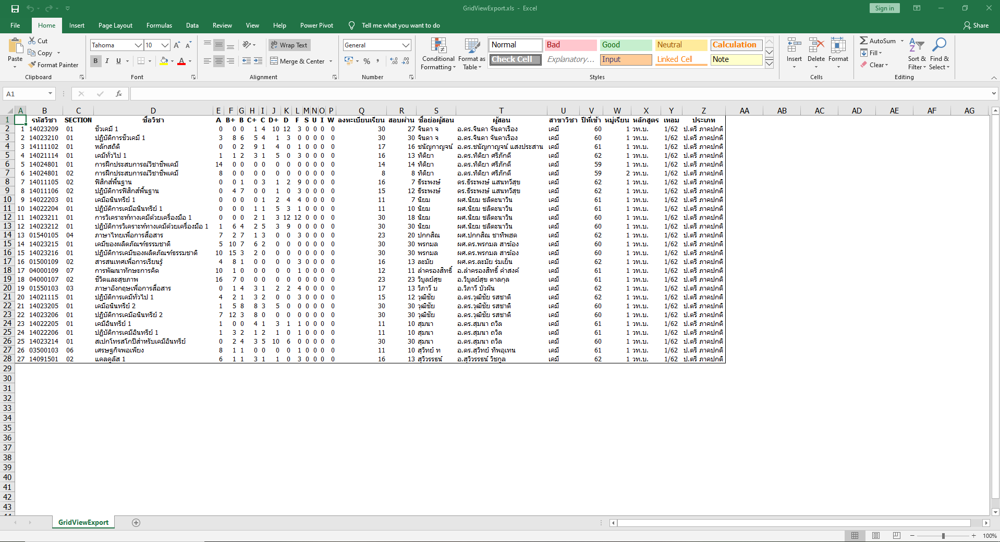 GridViewExport.xls - Excel
Sign in
File Home Insert Page Layout Formulas Data Review View Help Power Pivot Tell me what you want to do Share
Paste Cut Copy Format Painter Clipboard
Tahoma 10 B I U A Font
Wrap Text Merge & Center Alignment
General % , Number
Conditional Formatting Format as Table
Normal Bad Good Neutral Calculation
Check Cell Explanatory... Input Linked Cell Note
Styles
Insert Delete Format Cells
AutoSum Fill Clear Sort & Filter Find & Select Editing
A1 fx
A B C D E F G H I J K L M N O P Q R S T U V W X Y Z AA AB AC AD AE AF AG
1 รหัสวิชา SECTION ชื่อวิชา A B+ B C+ C D+ D F S U I W ลงทะเบียนเรียน สอบผ่าน ชื่อย่อผู้สอน ผู้สอน สาขาวิชา ปีที่เข้า หมู่เรียน หลักสูตร เทอม ประเภท
2 1 14023209 01 ชีวเคมี 1 0 0 0 1 4 10 12 3 0 0 0 0 30 27 จินดา จ อ.ดร.จินดา จันดาเรือง เคมี 60 1 วท.บ. 1/62 ป.ตรี ภาคปกติ
3 2 14023210 01 ปฏิบัติการชีวเคมี 1 3 8 6 5 4 1 3 0 0 0 0 0 30 30 จินดา จ อ.ดร.จินดา จันดาเรือง เคมี 60 1 วท.บ. 1/62 ป.ตรี ภาคปกติ
4 3 14111102 01 หลักสถิติ 0 0 2 9 1 4 0 1 0 0 0 0 17 16 ชนัญกาญจน์ อ.ดร.ชนัญกาญจน์ แสงประสาน เคมี 61 1 วท.บ. 1/62 ป.ตรี ภาคปกติ
5 4 14021114 01 เคมีทั่วไป 1 1 1 2 3 1 5 0 3 0 0 0 0 16 13 ทิติยา อ.ดร.ทิติยา ศรีภักดี เคมี 62 1 วท.บ. 1/62 ป.ตรี ภาคปกติ
6 5 14024801 01 การฝึกประสบการณ์วิชาชีพเคมี 14 0 0 0 0 0 0 0 0 0 0 0 14 14 ทิติยา อ.ดร.ทิติยา ศรีภักดี เคมี 59 1 วท.บ. 1/62 ป.ตรี ภาคปกติ
7 6 14024801 02 การฝึกประสบการณ์วิชาชีพเคมี 8 0 0 0 0 0 0 0 0 0 0 0 8 8 ทิติยา อ.ดร.ทิติยา ศรีภักดี เคมี 59 2 วท.บ. 1/62 ป.ตรี ภาคปกติ
8 7 14011105 02 ฟิสิกส์พื้นฐาน 0 0 1 0 3 1 2 9 0 0 0 0 16 7 ธีระพงษ์ ดร.ธีระพงษ์ แสนทวีสุข เคมี 62 1 วท.บ. 1/62 ป.ตรี ภาคปกติ
9 8 14011106 02 ปฏิบัติการฟิสิกส์พื้นฐาน 0 4 7 0 0 1 0 3 0 0 0 0 15 12 ธีระพงษ์ ดร.ธีระพงษ์ แสนทวีสุข เคมี 62 1 วท.บ. 1/62 ป.ตรี ภาคปกติ
10 9 14022203 01 เคมีอนินทรีย์ 1 0 0 0 0 1 2 4 4 0 0 0 0 11 7 นิยม ผศ.นิยม ชลิตะนาวิน เคมี 61 1 วท.บ. 1/62 ป.ตรี ภาคปกติ
11 10 14022204 01 ปฏิบัติการเคมีอนินทรีย์ 1 0 0 0 1 1 5 3 1 0 0 0 0 11 10 นิยม ผศ.นิยม ชลิตะนาวิน เคมี 61 1 วท.บ. 1/62 ป.ตรี ภาคปกติ
12 11 14023211 01 การวิเคราะห์ทางเคมีด้วยเครื่องมือ 1 0 0 0 2 1 3 12 12 0 0 0 0 30 18 นิยม ผศ.นิยม ชลิตะนาวิน เคมี 60 1 วท.บ. 1/62 ป.ตรี ภาคปกติ
13 12 14023212 01 ปฏิบัติการวิเคราะห์ทางเคมีด้วยเครื่องมือ 1 1 6 4 2 5 3 9 0 0 0 0 0 30 30 นิยม ผศ.นิยม ชลิตะนาวิน เคมี 60 1 วท.บ. 1/62 ป.ตรี ภาคปกติ
14 13 01540105 04 ภาษาไทยเพื่อการสื่อสาร 7 2 7 1 3 0 0 3 0 0 0 0 23 20 ปกกสิณ ผศ.ปกกสิณ ชาทิพฮด เคมี 62 1 วท.บ. 1/62 ป.ตรี ภาคปกติ
15 14 14023215 01 เคมีของผลิตภัณฑ์ธรรมชาติ 5 10 7 6 2 0 0 0 0 0 0 0 30 30 พรกมล ผศ.ดร.พรกมล สาฆ้อง เคมี 60 1 วท.บ. 1/62 ป.ตรี ภาคปกติ
16 15 14023216 01 ปฏิบัติการเคมีของผลิตภัณฑ์ธรรมชาติ 10 15 3 2 0 0 0 0 0 0 0 0 30 30 พรกมล ผศ.ดร.พรกมล สาฆ้อง เคมี 60 1 วท.บ. 1/62 ป.ตรี ภาคปกติ
17 16 01500109 02 สารสนเทศเพื่อการเรียนรู้ 4 8 1 0 0 0 0 3 0 0 0 0 16 13 ละมัย ผศ.ดร.ละมัย ร่มเย็น เคมี 62 1 วท.บ. 1/62 ป.ตรี ภาคปกติ
18 17 04000109 07 การพัฒนาทักษะการคิด 10 1 0 0 0 0 0 1 0 0 0 0 12 11 ลำครองสิทธิ์ อ.ลำครองสิทธิ์ คำสงค์ เคมี 61 1 วท.บ. 1/62 ป.ตรี ภาคปกติ
19 18 04000107 02 ชีวิตและสุขภาพ 16 7 0 0 0 0 0 0 0 0 0 0 23 23 วิบูลย์สุข อ.วิบูลย์สุข ตาลกุล เคมี 61 1 วท.บ. 1/62 ป.ตรี ภาคปกติ
20 19 01550103 03 ภาษาอังกฤษเพื่อการสื่อสาร 0 1 4 3 1 2 2 4 0 0 0 0 17 13 วิภาวี บ อ.วิภาวี บัวผัน เคมี 62 1 วท.บ. 1/62 ป.ตรี ภาคปกติ
21 20 14021115 01 ปฏิบัติการเคมีทั่วไป 1 4 2 1 3 2 0 0 3 0 0 0 0 15 12 วุฒิชัย อ.ดร.วุฒิชัย รสชาติ เคมี 62 1 วท.บ. 1/62 ป.ตรี ภาคปกติ
22 21 14023205 01 เคมีอนินทรีย์ 2 1 5 8 8 3 5 0 0 0 0 0 0 30 30 วุฒิชัย อ.ดร.วุฒิชัย รสชาติ เคมี 60 1 วท.บ. 1/62 ป.ตรี ภาคปกติ
23 22 14023206 01 ปฏิบัติการเคมีอนินทรีย์ 2 7 12 3 8 0 0 0 0 0 0 0 0 30 30 วุฒิชัย อ.ดร.วุฒิชัย รสชาติ เคมี 60 1 วท.บ. 1/62 ป.ตรี ภาคปกติ
24 23 14022205 01 เคมีอินทรีย์ 1 1 0 0 4 1 3 1 1 0 0 0 0 11 10 สุมนา อ.ดร.สุมนา ถวิล เคมี 61 1 วท.บ. 1/62 ป.ตรี ภาคปกติ
25 24 14022206 01 ปฏิบัติการเคมีอินทรีย์ 1 1 3 2 1 2 1 0 1 0 0 0 0 11 10 สุมนา อ.ดร.สุมนา ถวิล เคมี 61 1 วท.บ. 1/62 ป.ตรี ภาคปกติ
26 25 14023214 01 สเปกโทรสโกปีสำหรับเคมีอินทรีย์ 0 2 4 3 5 10 6 0 0 0 0 0 30 30 สุมนา อ.ดร.สุมนา ถวิล เคมี 60 1 วท.บ. 1/62 ป.ตรี ภาคปกติ
27 26 03500103 06 เศรษฐกิจพอเพียง 8 1 1 0 0 0 0 1 0 0 0 0 11 10 สุวิทย์ ท อ.ดร.สุวิทย์ ทิพอุเทน เคมี 61 1 วท.บ. 1/62 ป.ตรี ภาคปกติ
28 27 14091501 02 แคลคูลัส 1 6 1 1 3 1 1 0 3 0 0 0 0 16 13 สุวิวรรธน์ อ.สุวิวรรธน์ วิชกูล เคมี 62 1 วท.บ. 1/62 ป.ตรี ภาคปกติ
29
30
31
32
33
34
35
36
37
38
39
40
41
42
43
GridViewExport
100%